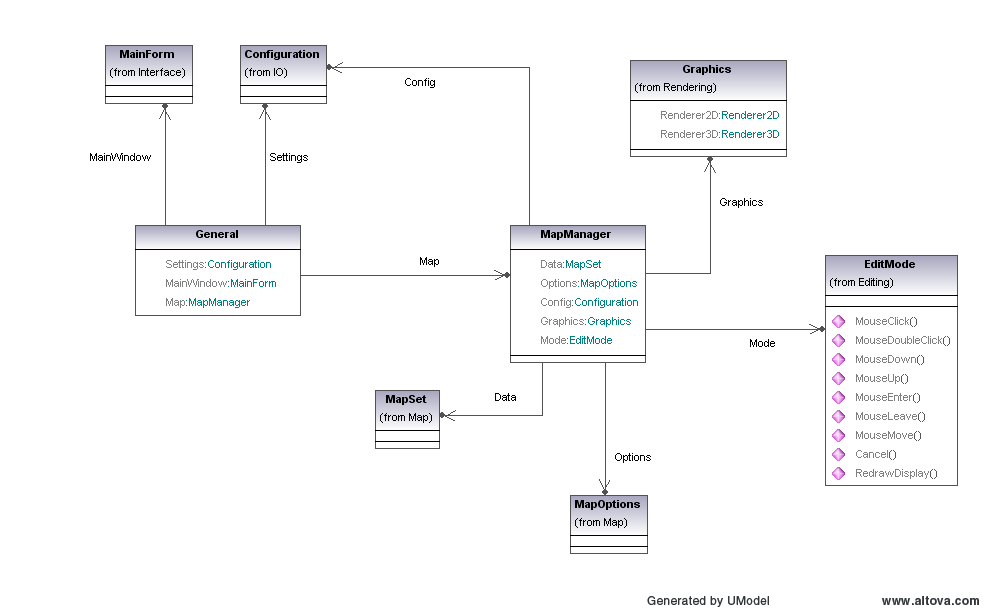 MainForm
(from Interface)
Configuration
(from IO)
Config
Graphics
(from Rendering)
Renderer2D:Renderer2D
Renderer3D:Renderer3D
MainWindow
Settings
Graphics
General
Settings:Configuration
MainWindow:MainForm
Map:MapManager
Map
MapManager
Data:MapSet
Options:MapOptions
Config:Configuration
Graphics:Graphics
Mode:EditMode
Mode
EditMode
(from Editing)
MouseClick()
MouseDoubleClick()
MouseDown()
MouseUp()
MouseEnter()
MouseLeave()
MouseMove()
Cancel()
RedrawDisplay()
MapSet
(from Map)
Data
Options
MapOptions
(from Map)
Generated by UModel
www.altova.com